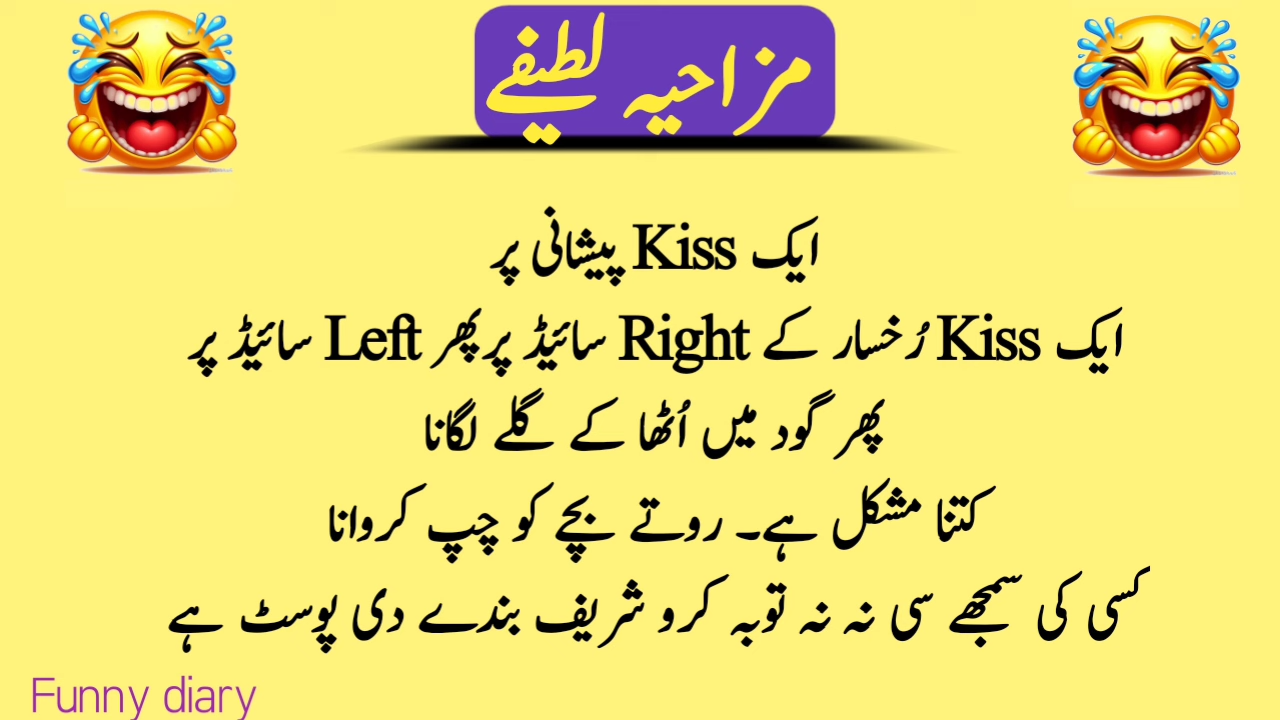 مزاحیہ لطیفے
ایک Kiss پیشانی پر
ایک Kiss رُخسار کے Right سائیڈ پر پھر Left سائیڈ پر
پھر گود میں اُٹھا کے گلے لگانا
کتنا مشکل ہے۔ روتے بچے کو چپ کروانا
کسی کی سمجھے سی نہ نہ توبہ کرو شریف بندے دی پوسٹ ہے
Funny diary